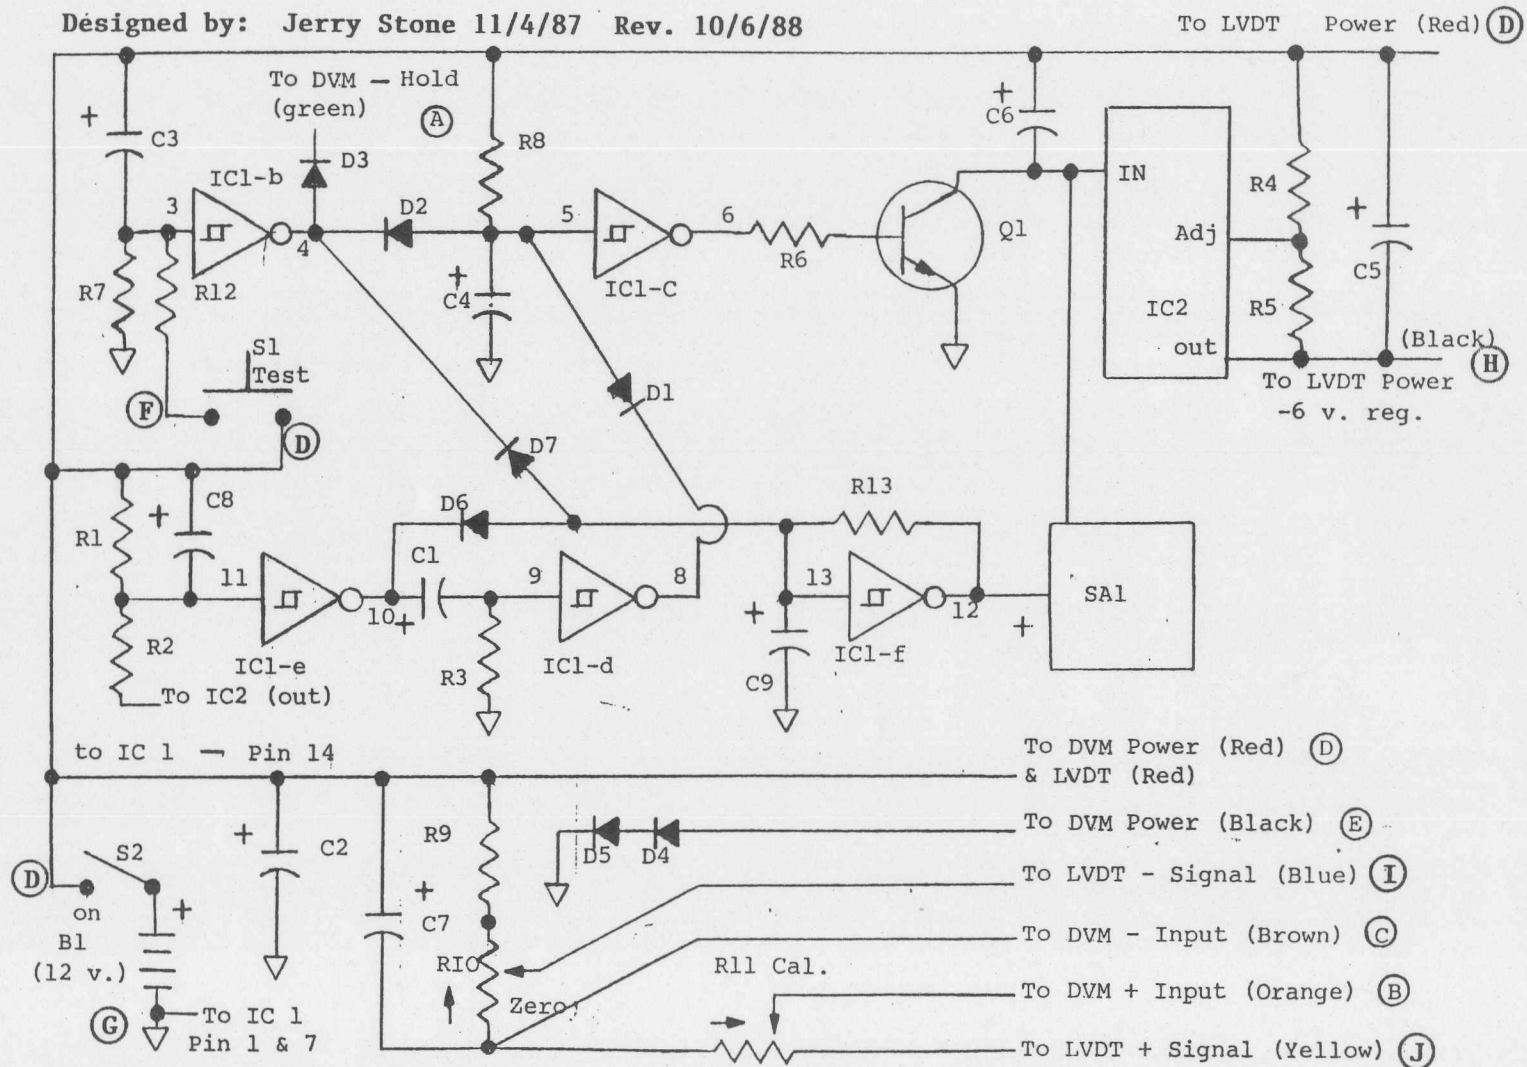 Designed by: Jerry Stone 11/4/87 Rev. 10/6/88
To LVDT Power (Red) D
To DVM — Hold
(green)
A
+
C3
D3
R8
+
C6
IC1-b
3
4
D2
5
6
IN
R4
+
Adj
Q1
R7
R12
+
C4
IC1-C
R6
IC2
R5
C5
out
(Black)
H
To LVDT Power
-6 v. reg.
S1
Test
F
D
D1
D7
C8
+
R1
D6
R13
C1
11
10
+
9
8
13
12
+
+
SA1
R2
IC1-e
R3
IC1-d
C9
IC1-f
To IC2 (out)
to IC 1 — Pin 14
To DVM Power (Red) D
& LVDT (Red)
+
C2
R9
D5
D4
To DVM Power (Black) E
S2
D
on
+
B1
(12 v.)
+
C7
To LVDT - Signal (Blue) I
To DVM - Input (Brown) C
R10
R11 Cal.
Zero
To DVM + Input (Orange) B
G
To IC 1
Pin 1 & 7
To LVDT + Signal (Yellow) J